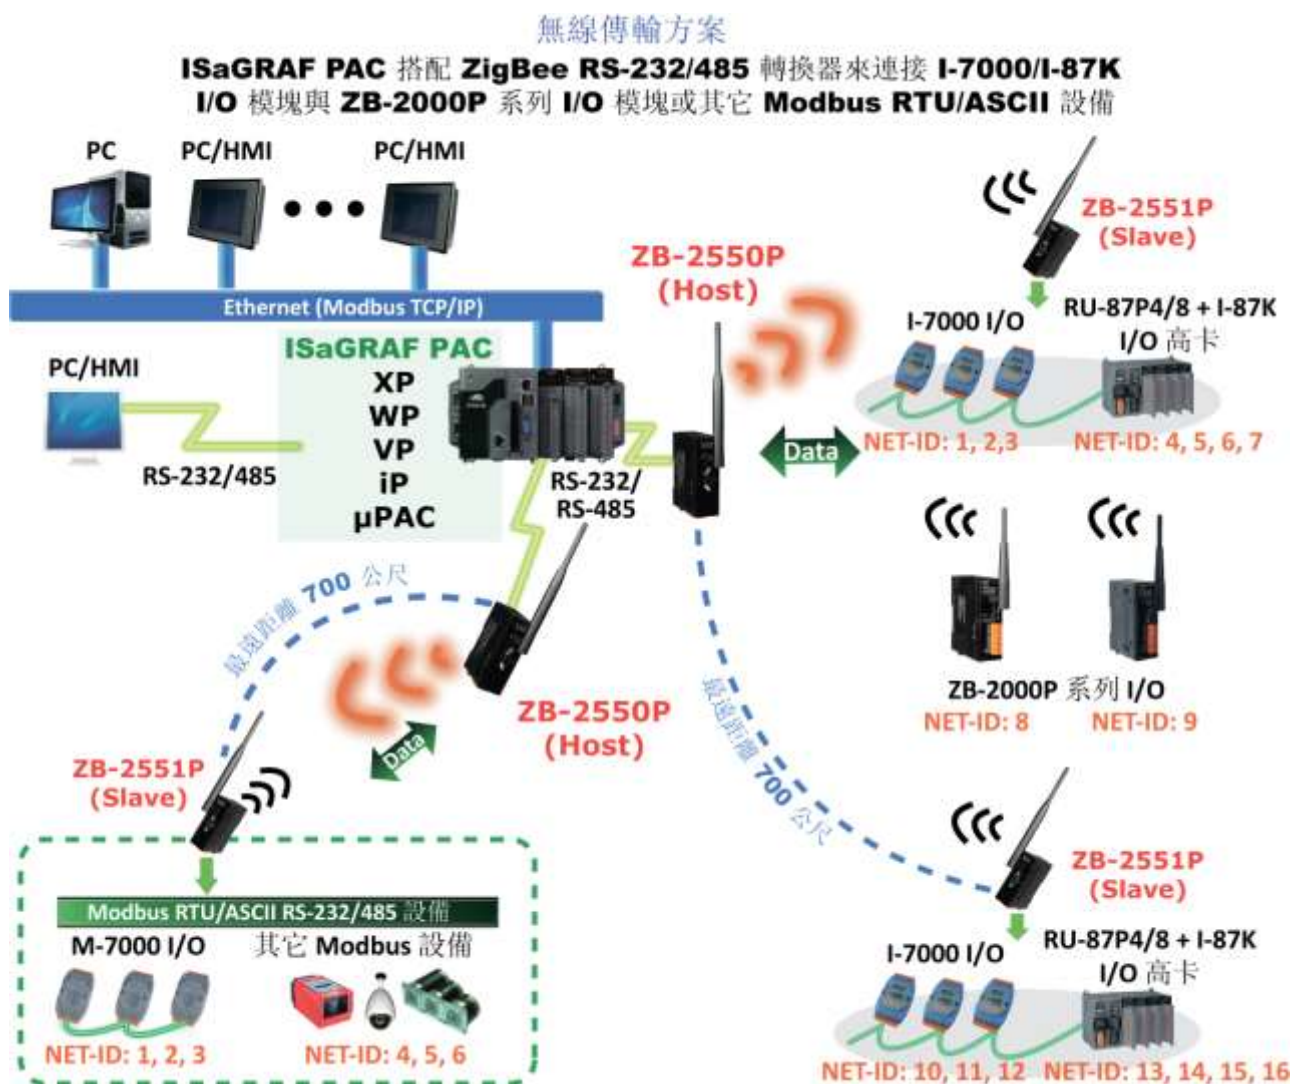 無線傳輸方案
ISaGRAF PAC 搭配 ZigBee RS-232/485 轉換器來連接 I-7000/I-87K
I/O 模塊與 ZB-2000P 系列 I/O 模塊或其它 Modbus RTU/ASCII 設備
PC
PC/HMI
PC/HMI
Ethernet (Modbus TCP/IP)
PC/HMI
RS-232/485
ISaGRAF PAC
XP
WP
VP
iP
µPAC
RS-232/
RS-485
ZB-2550P
(Host)
Data
ZB-2551P
(Slave)
I-7000 I/O
RU-87P4/8 + I-87K
I/O 高卡
NET-ID: 1, 2,3
NET-ID: 4, 5, 6, 7
ZB-2000P 系列 I/O
NET-ID: 8
NET-ID: 9
最遠距離 700 公尺
最遠距離 700 公尺
ZB-2550P
(Host)
Data
ZB-2551P
(Slave)
Modbus RTU/ASCII RS-232/485 設備
M-7000 I/O
其它 Modbus 設備
NET-ID: 1, 2, 3
NET-ID: 4, 5, 6
ZB-2551P
(Slave)
I-7000 I/O
RU-87P4/8 + I-87K
I/O 高卡
NET-ID: 10, 11, 12
NET-ID: 13, 14, 15, 16